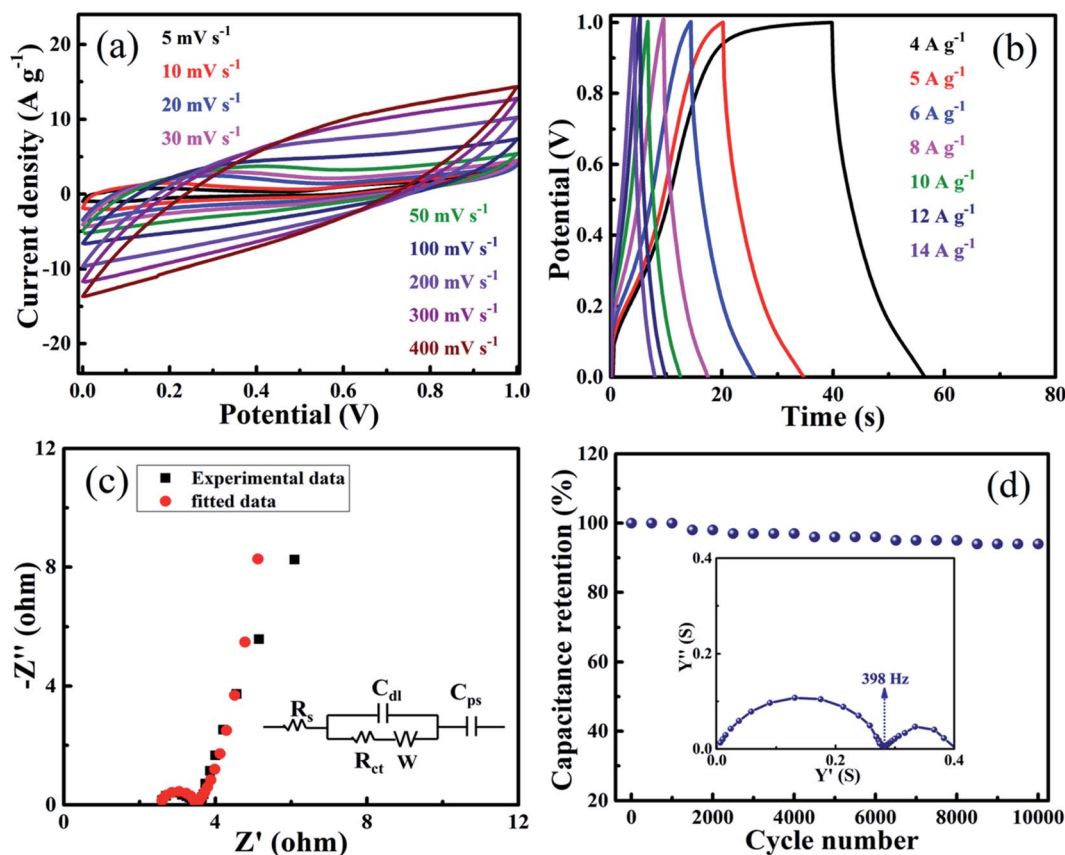 (a)
5 mV s⁻¹
10 mV s⁻¹
20 mV s⁻¹
30 mV s⁻¹
50 mV s⁻¹
100 mV s⁻¹
200 mV s⁻¹
300 mV s⁻¹
400 mV s⁻¹
20
10
0
-10
-20
Current density (A g⁻¹)
0.0 0.2 0.4 0.6 0.8 1.0
Potential (V)
(b)
4 A g⁻¹
5 A g⁻¹
6 A g⁻¹
8 A g⁻¹
10 A g⁻¹
12 A g⁻¹
14 A g⁻¹
1.0
0.8
0.6
0.4
0.2
0.0
Potential (V)
0 20 40 60 80
Time (s)
(c)
Experimental data
fitted data
12
8
4
0
-Z'' (ohm)
Rs
Cdl
Rct
W
Cps
0 4 8 12
Z' (ohm)
(d)
120
100
80
60
40
20
Capacitance retention (%)
0.4
0.2
0.0
Y'' (S)
398 Hz
0.0 0.2 0.4
Y' (S)
0 2000 4000 6000 8000 10000
Cycle number